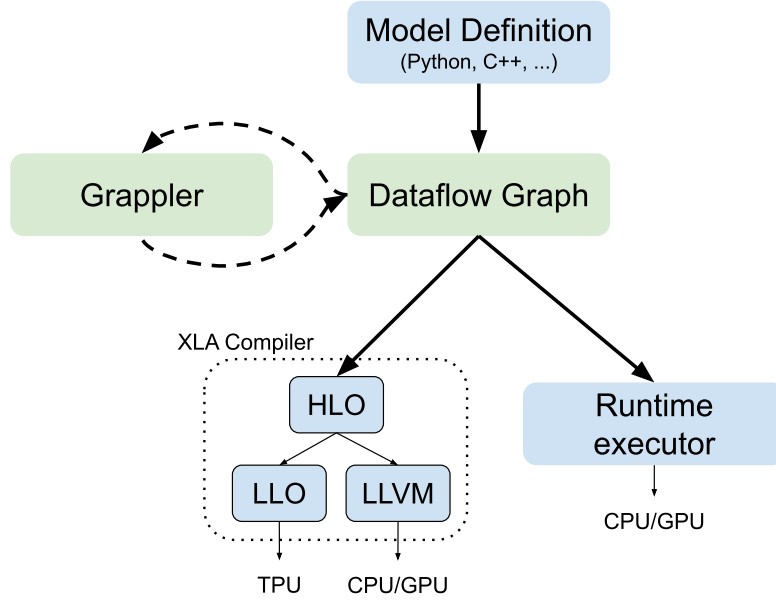 Model Definition
(Python, C++, ...)
Grappler
Dataflow Graph
XLA Compiler
HLO
Runtime
executor
LLO
LLVM
CPU/GPU
TPU
CPU/GPU